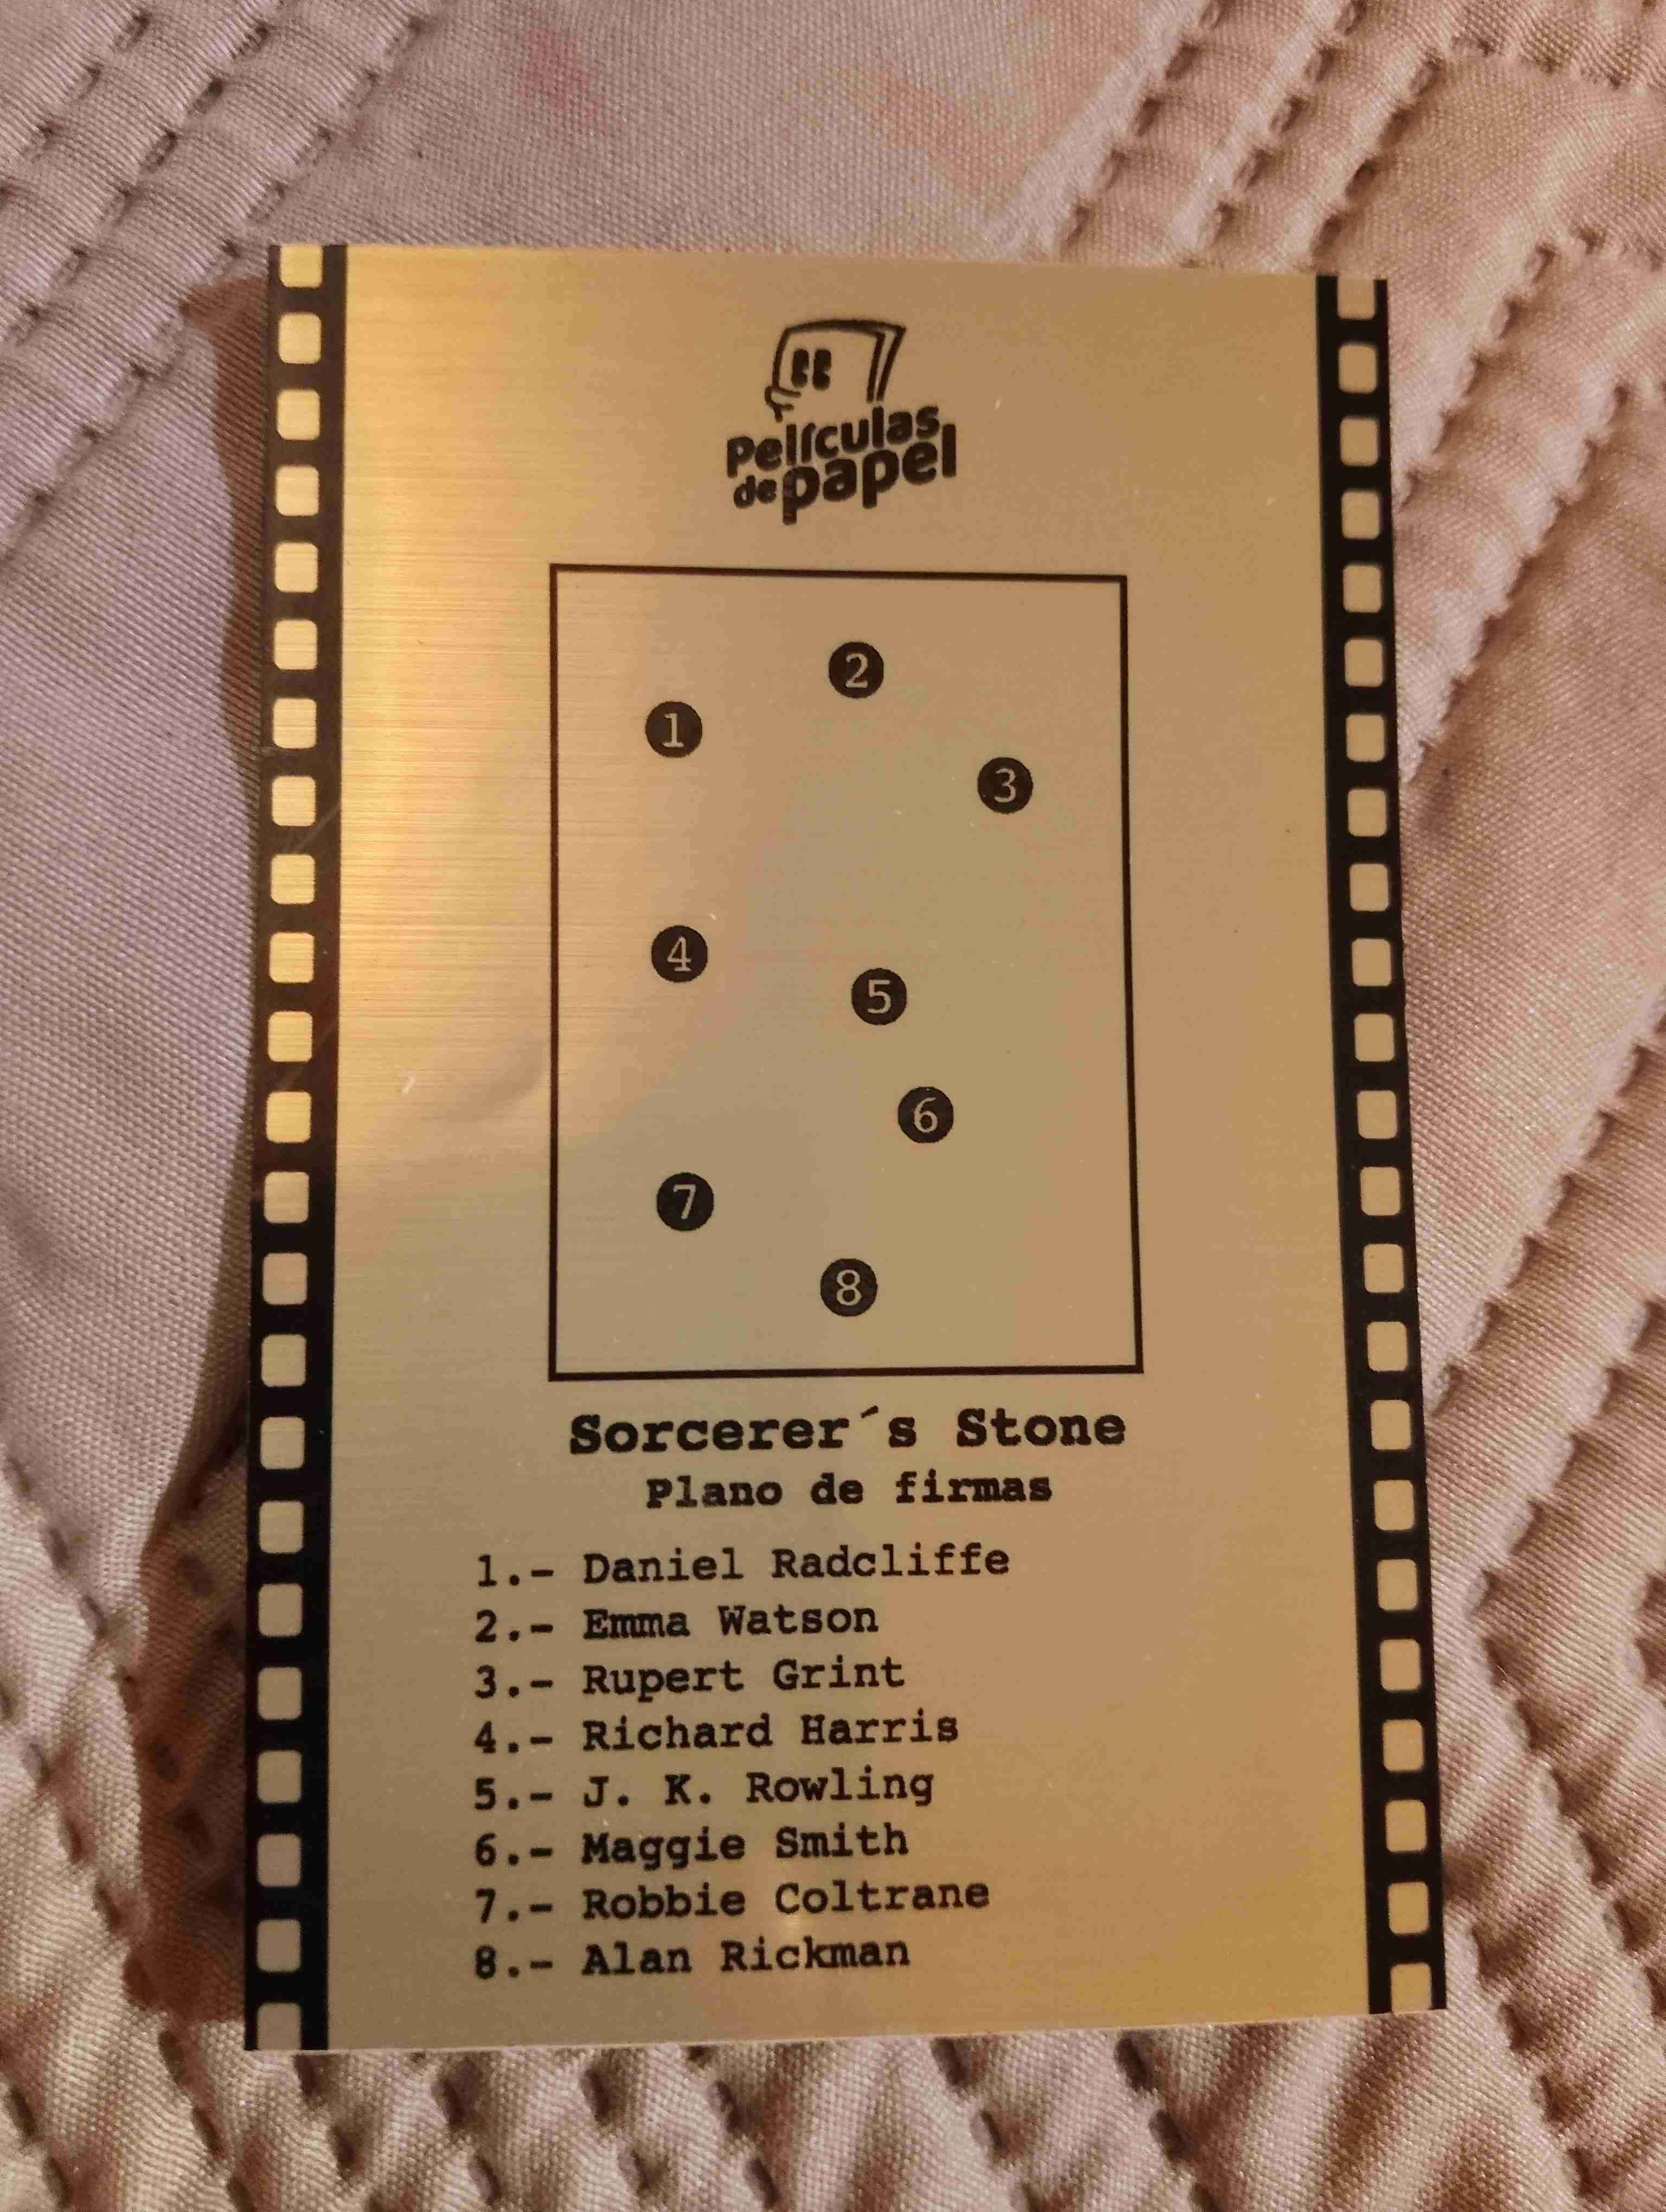 Películas
de papel
2
1
3
4
5
6
7
8
Sorcerer´s Stone
Plano de firmas
1.- Daniel Radcliffe
2.- Emma Watson
3.- Rupert Grint
4.- Richard Harris
5.- J. K. Rowling
6.- Maggie Smith
7.- Robbie Coltrane
8.- Alan Rickman